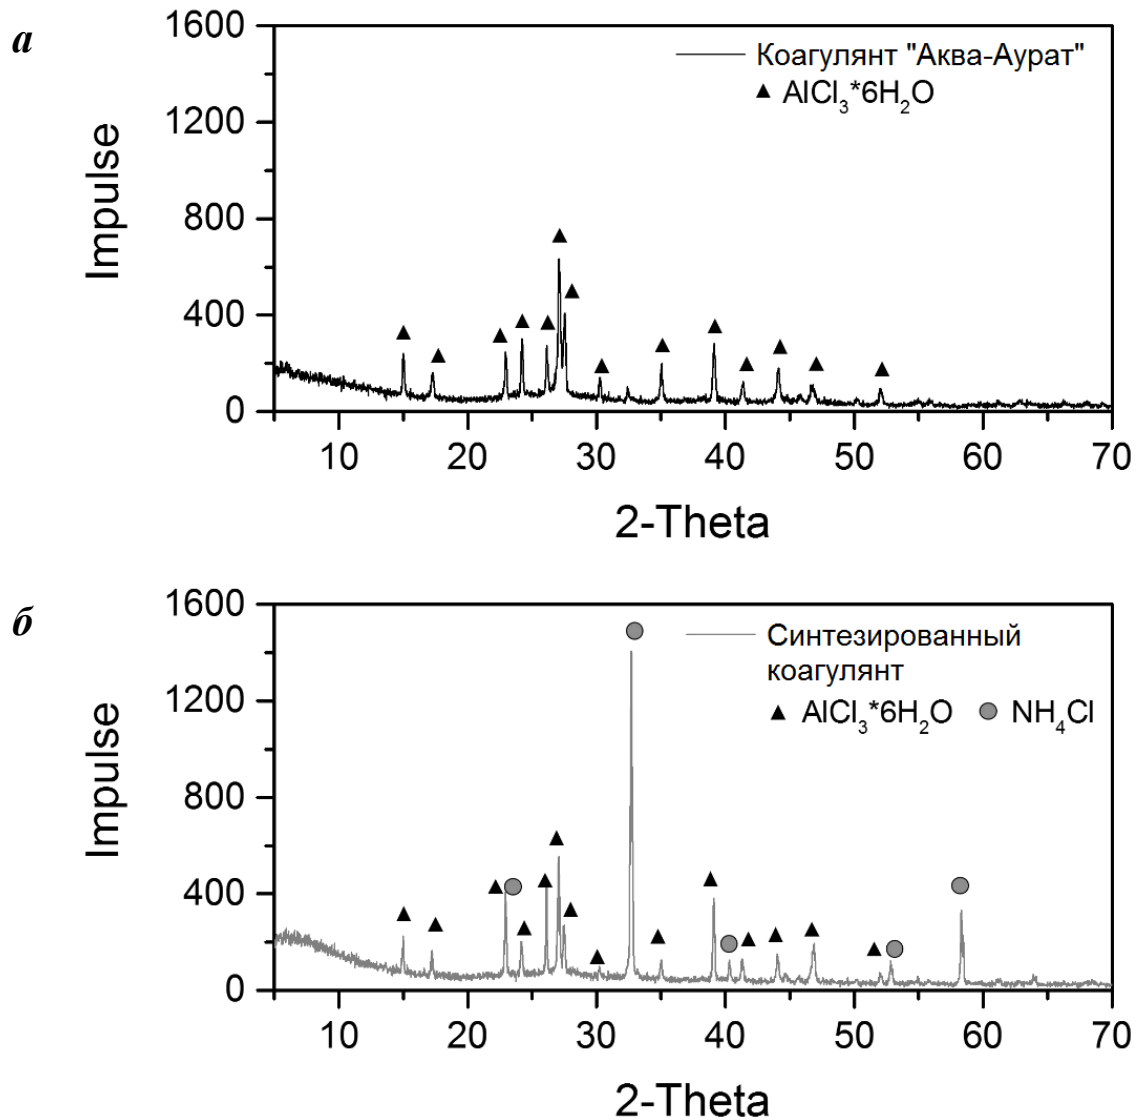 а
1600
1200
800
400
0
Impulse
Коагулянт "Аква-Аурат"
AlCl₃*6H₂O
10 20 30 40 50 60 70
2-Theta
б
1600
1200
800
400
0
Impulse
Синтезированный
коагулянт
AlCl₃*6H₂O NH₄Cl
10 20 30 40 50 60 70
2-Theta